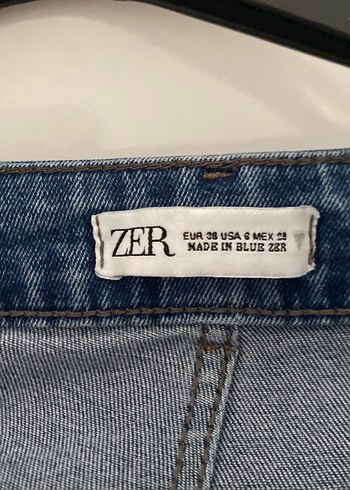 ZER
EUR 38 USA 6 MEX 28
MADE IN BLUE ZER